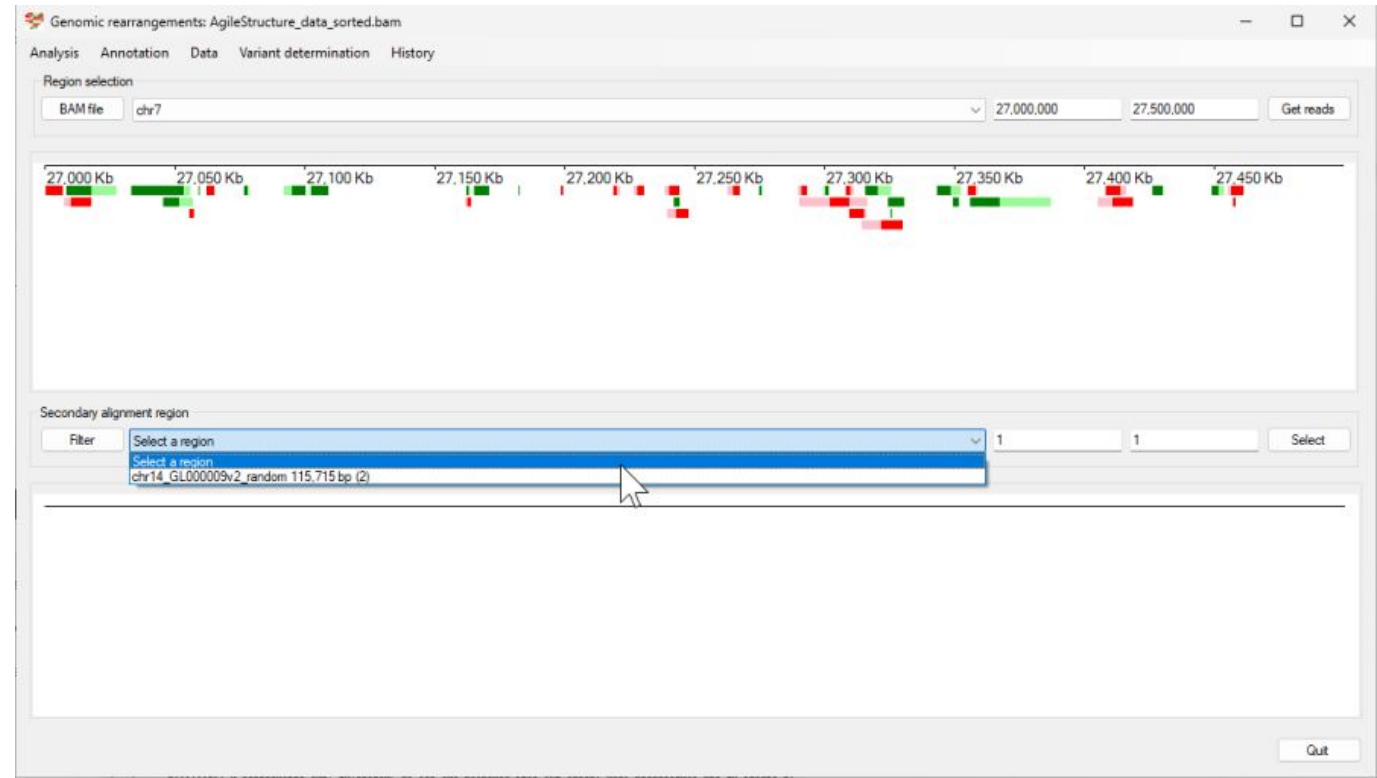 Genomic rearrangements: AgileStructure_data_sorted.bam
Analysis Annotation Data Variant determination History
Region selection
BAM file chr7 27,000,000 27,500,000 Get reads
27,000 Kb 27,050 Kb 27,100 Kb 27,150 Kb 27,200 Kb 27,250 Kb 27,300 Kb 27,350 Kb 27,400 Kb 27,450 Kb
Secondary alignment region
Filter Select a region 1 1 Select
Select a region
chr14_GL000009v2_random 115,715 bp (2)
Quit